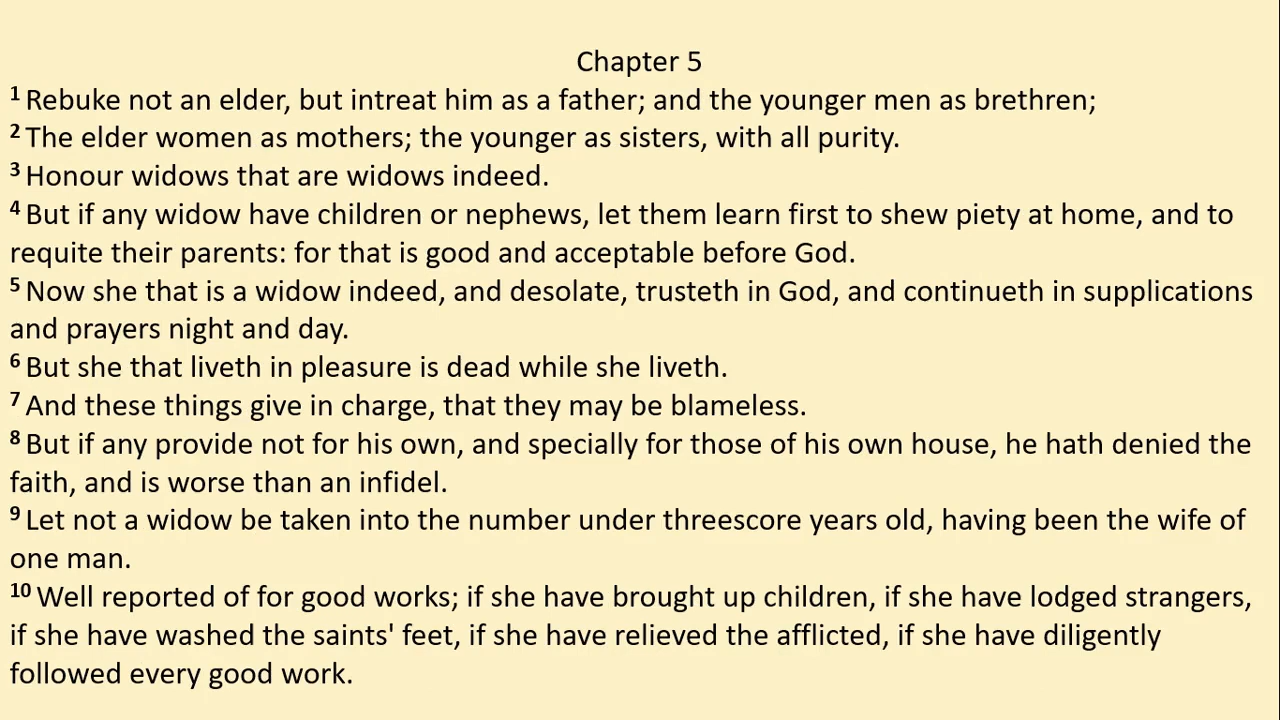 Chapter 5
1 Rebuke not an elder, but intreat him as a father; and the younger men as brethren;
2 The elder women as mothers; the younger as sisters, with all purity.
3 Honour widows that are widows indeed.
4 But if any widow have children or nephews, let them learn first to shew piety at home, and to
requite their parents: for that is good and acceptable before God.
5 Now she that is a widow indeed, and desolate, trusteth in God, and continueth in supplications
and prayers night and day.
6 But she that liveth in pleasure is dead while she liveth.
7 And these things give in charge, that they may be blameless.
8 But if any provide not for his own, and specially for those of his own house, he hath denied the
faith, and is worse than an infidel.
9 Let not a widow be taken into the number under threescore years old, having been the wife of
one man.
10 Well reported of for good works; if she have brought up children, if she have lodged strangers,
if she have washed the saints' feet, if she have relieved the afflicted, if she have diligently
followed every good work.